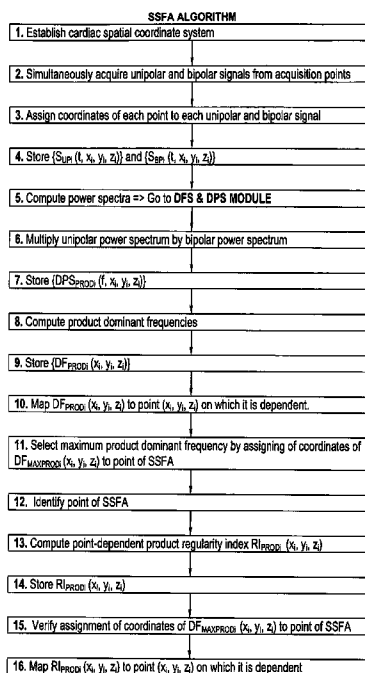 SSFA ALGORITHM
1. Establish cardiac spatial coordinate system
2. Simultaneously acquire unipolar and bipolar signals from acquisition points
3. Assign coordinates of each point to each unipolar and bipolar signal
4. Store {S_UPi (t, x_i, y_i, z_i)} and {S_BPi (t, x_i, y_i, z_i)}
5. Compute power spectra => Go to DFS & DPS MODULE
6. Multiply unipolar power spectrum by bipolar power spectrum
7. Store {DPS_PRODi (f, x_i, y_i, z_i)}
8. Compute product dominant frequencies
9. Store {DF_PRODi (x_i, y_i, z_i)}
10. Map DF_PRODi (x_i, y_i, z_i) to point (x_i, y_i, z_i) on which it is dependent.
11. Select maximum product dominant frequency by assigning of coordinates of
DF_MAXPRODi (x_i, y_i, z_i) to point of SSFA
12. Identify point of SSFA
13. Compute point-dependent product regularity index RI_PRODi (x_i, y_i, z_i)
14. Store RI_PRODi (x_i, y_i, z_i)
15. Verify assignment of coordinates of DF_MAXPRODi (x_i, y_i, z_i) to point of SSFA
16. Map RI_PRODi (x_i, y_i, z_i) to point (x_i, y_i, z_i) on which it is dependent